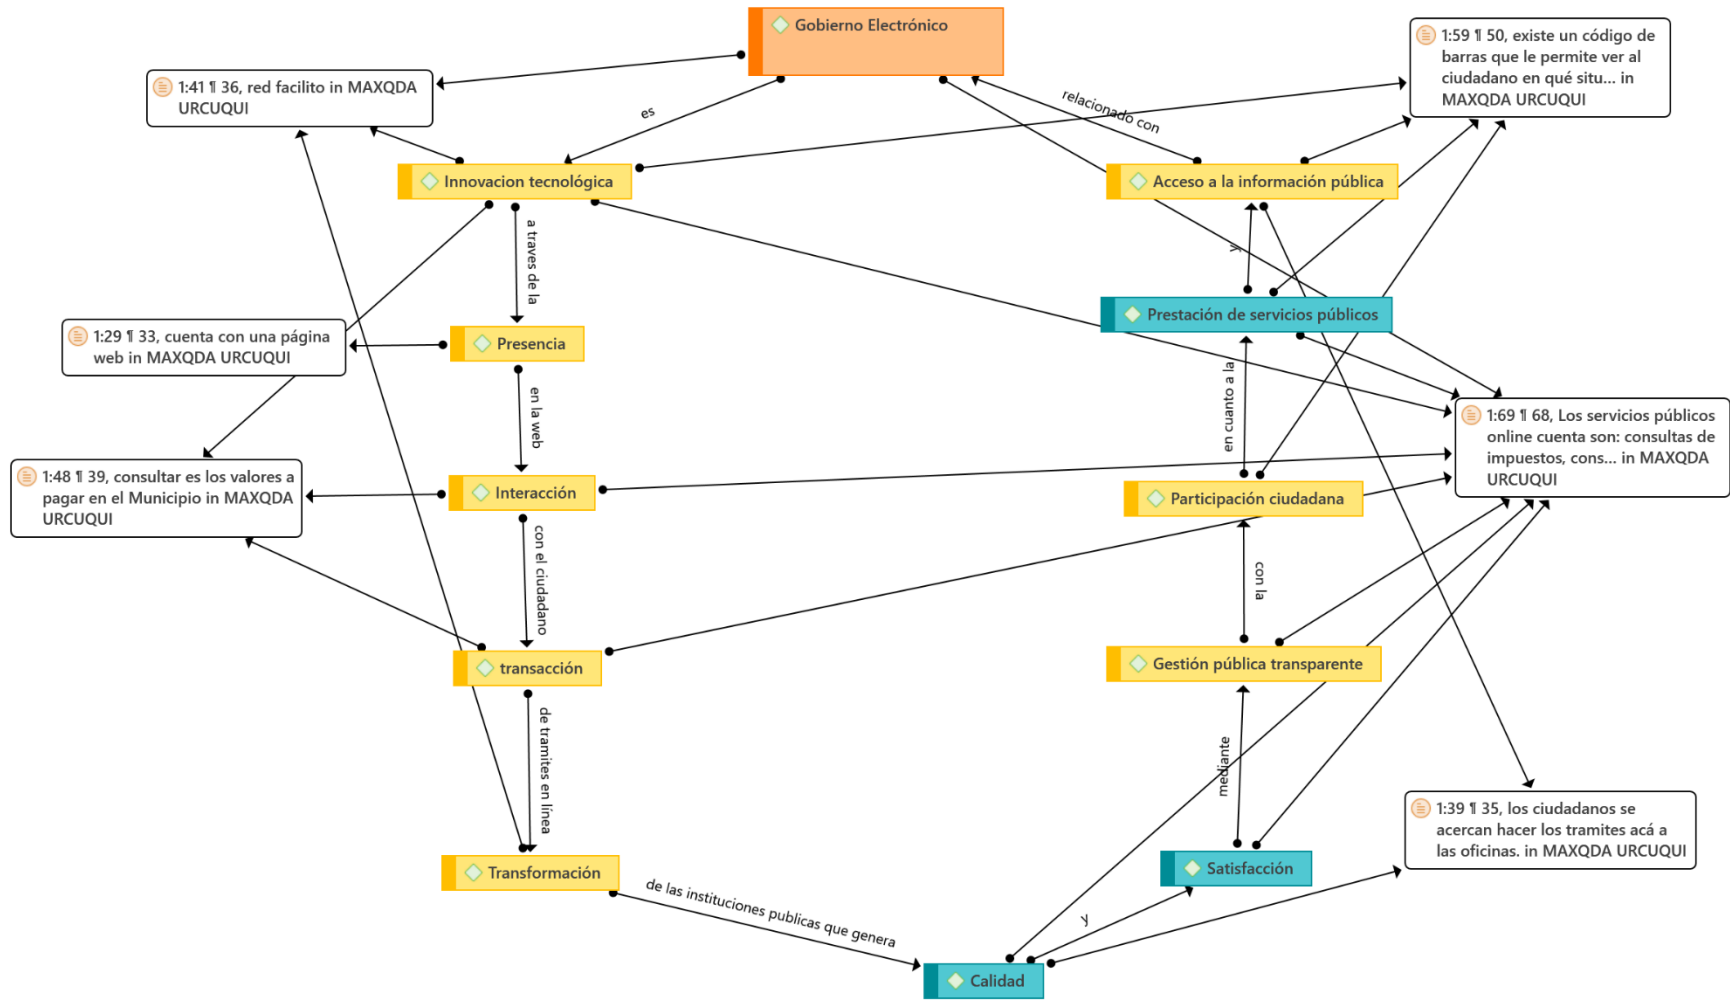 Gobierno Electrónico
1:59 ¶ 50, existe un código de
barras que le permite ver al
ciudadano en qué situ... in
MAXQDA URCUQUI
1:41 ¶ 36, red facilito in MAXQDA
URCUQUI
es
relacionado con
Innovacion tecnológica
Acceso a la información pública
a traves de la
y
Prestación de servicios públicos
1:29 ¶ 33, cuenta con una página
web in MAXQDA URCUQUI
Presencia
en la web
en cuanto a la
1:69 ¶ 68, Los servicios públicos
online cuenta son: consultas de
impuestos, cons... in MAXQDA
URCUQUI
1:48 ¶ 39, consultar es los valores a
pagar en el Municipio in MAXQDA
URCUQUI
Interacción
Participación ciudadana
con el ciudadano
con la
transacción
Gestión pública transparente
de tramites en línea
mediante
1:39 ¶ 35, los ciudadanos se
acercan hacer los tramites acá a
las oficinas. in MAXQDA URCUQUI
Transformación
Satisfacción
de las instituciones publicas que genera
y
Calidad